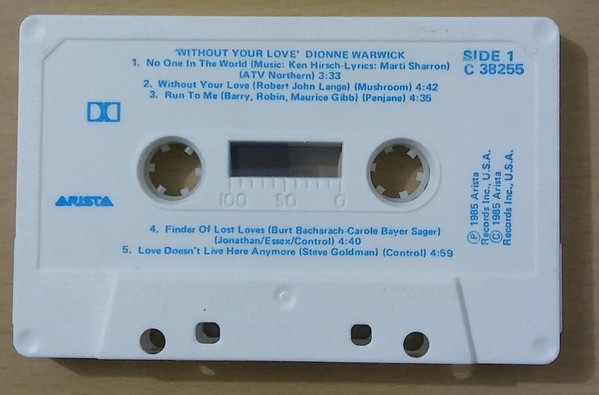 'WITHOUT YOUR LOVE' DIONNE WARWICK
SIDE 1
C 38255
1. No One In The World (Music: Ken Hirsch-Lyrics: Marti Sharron)
(ATV Northern) 3:33
2. Without Your Love (Robert John Lange) (Mushroom) 4:42
3. Run To Me (Barry, Robin, Maurice Gibb) (Penjane) 4:35
100 50 0
ARISTA
Ⓟ 1985 Arista
Records Inc., U.S.A.
Ⓒ 1985 Arista
Records Inc., U.S.A.
4. Finder Of Lost Loves (Burt Bacharach-Carole Bayer Sager)
(Jonathan/Essex/Control) 4:40
5. Love Doesn't Live Here Anymore (Steve Goldman) (Control) 4:59